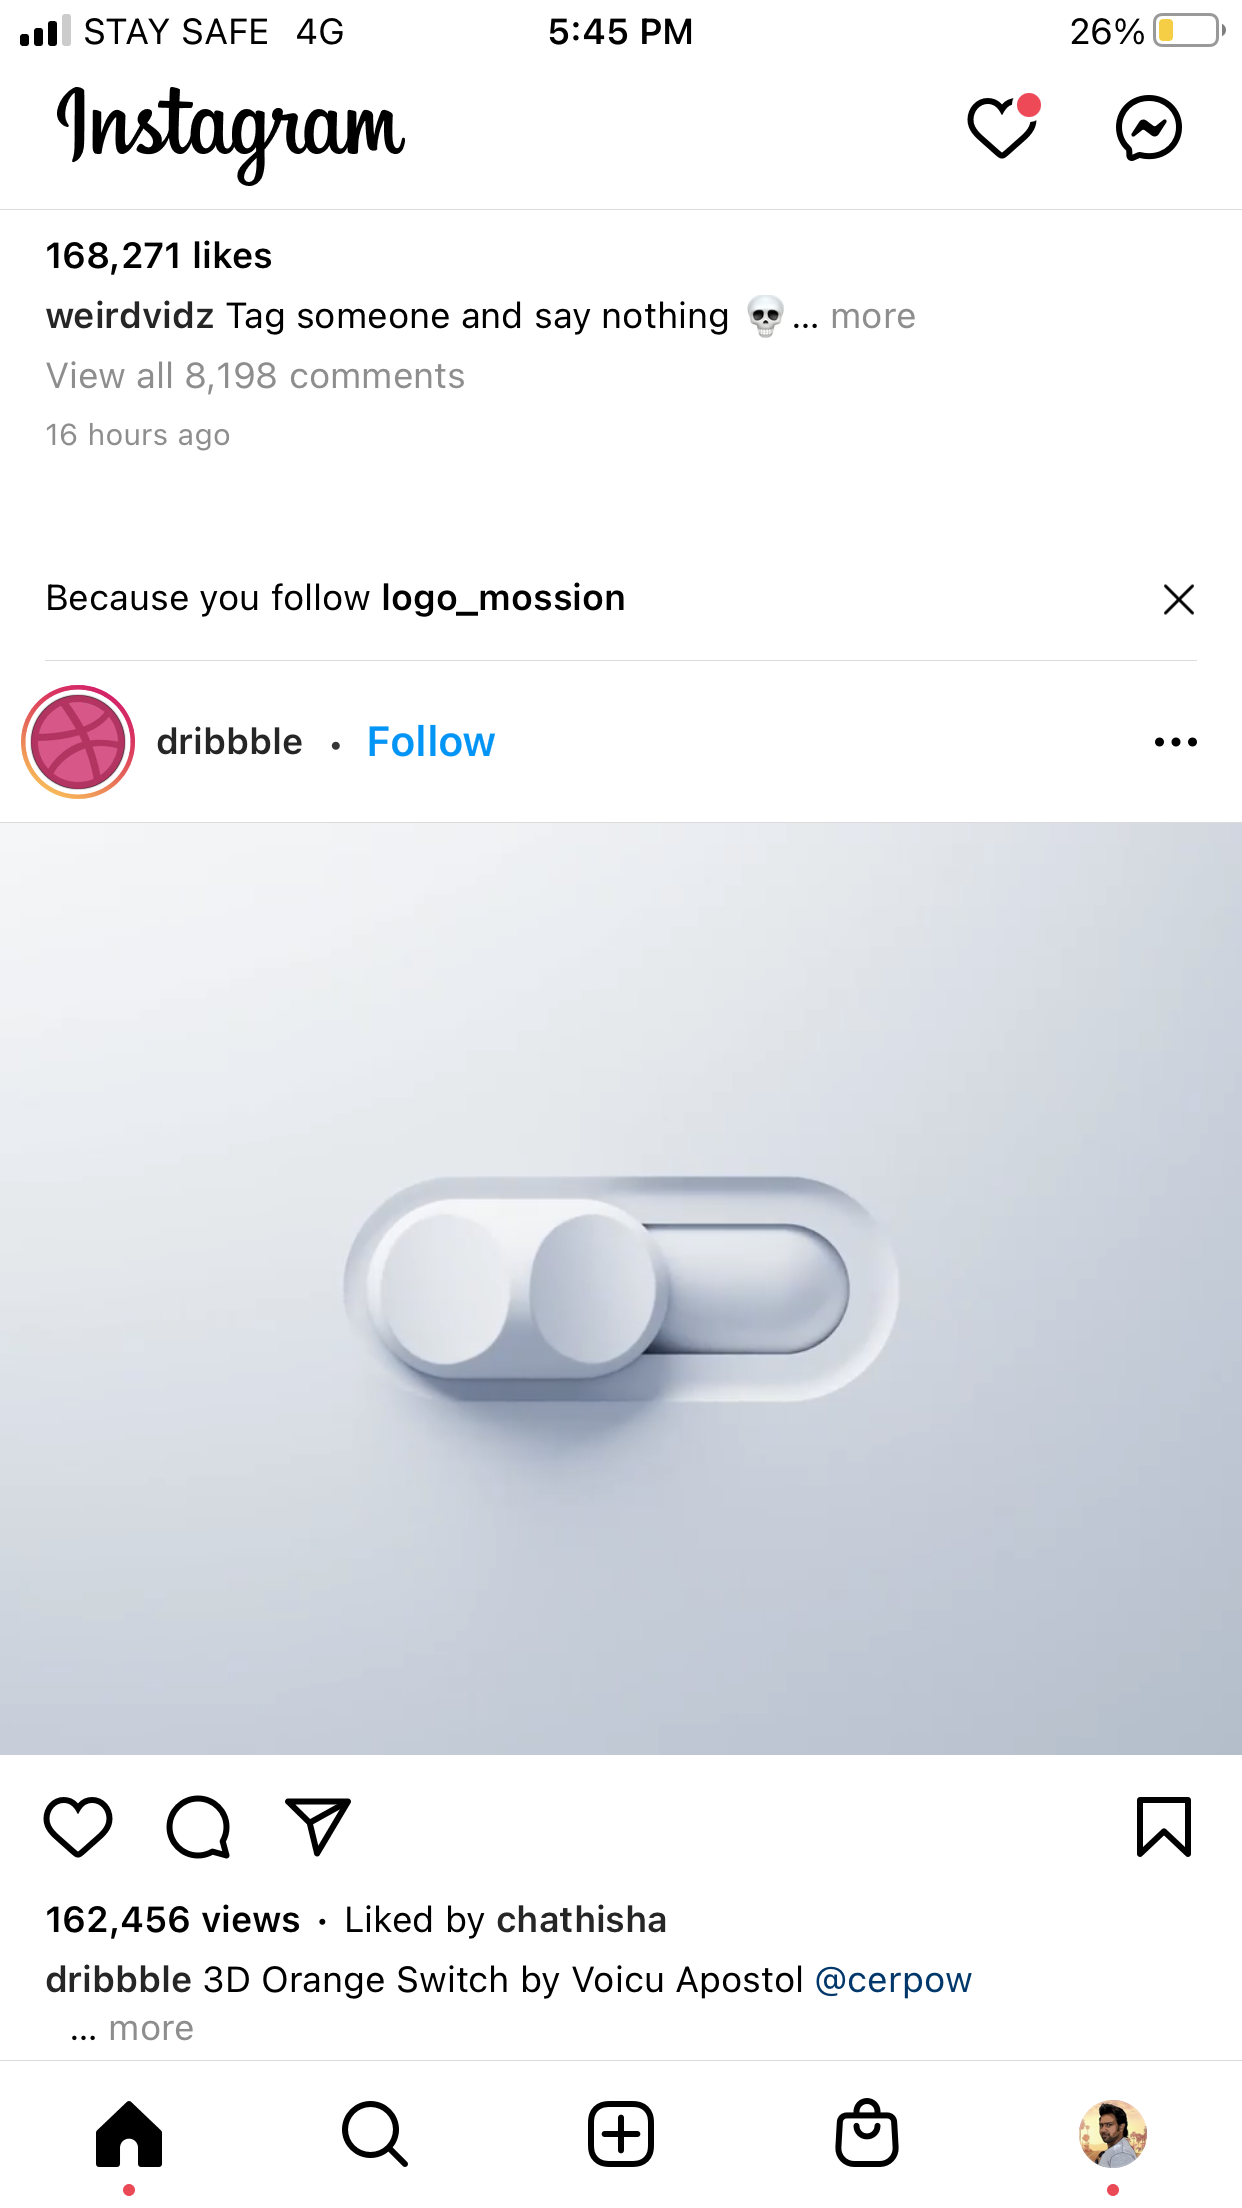 STAY SAFE 4G 5:45 PM 26%
Instagram
168,271 likes
weirdvidz Tag someone and say nothing 💀... more
View all 8,198 comments
16 hours ago
Because you follow logo_mossion
dribbble • Follow
162,456 views · Liked by chathisha
dribbble 3D Orange Switch by Voicu Apostol @cerpow
... more